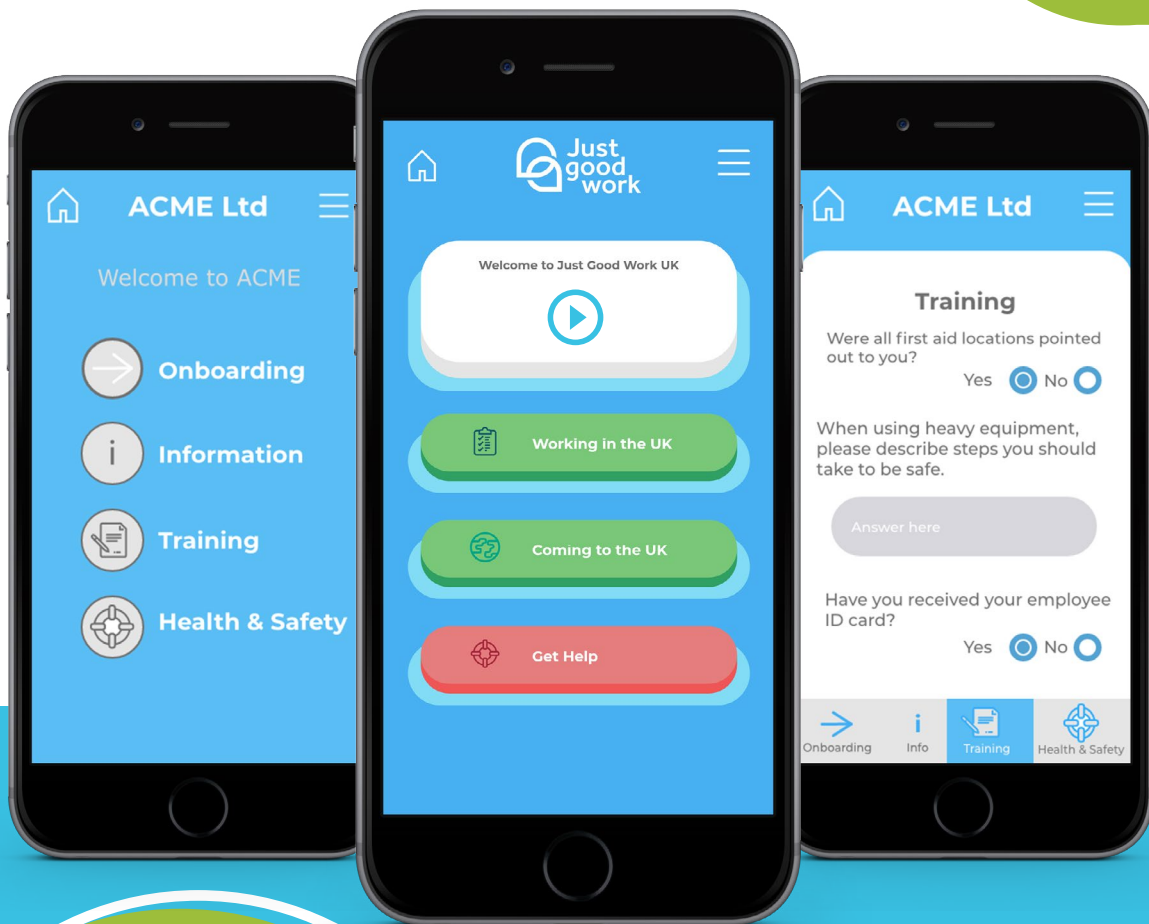 ACME Ltd
Welcome to ACME
Onboarding
i
Information
Training
Health & Safety
Just
good
work
Welcome to Just Good Work UK
Working in the UK
Coming to the UK
Get Help
ACME Ltd
Training
Were all first aid locations pointed
out to you?
Yes No
When using heavy equipment,
please describe steps you should
take to be safe.
Answer here
Have you received your employee
ID card?
Yes No
i
Onboarding Info Training Health & Safety